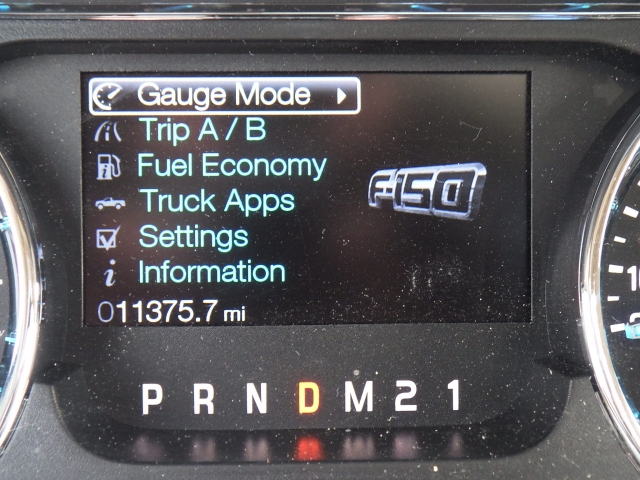 Gauge Mode
Trip A / B
Fuel Economy
F-150
Truck Apps
Settings
Information
011375.7 mi
P R N D M 2 1